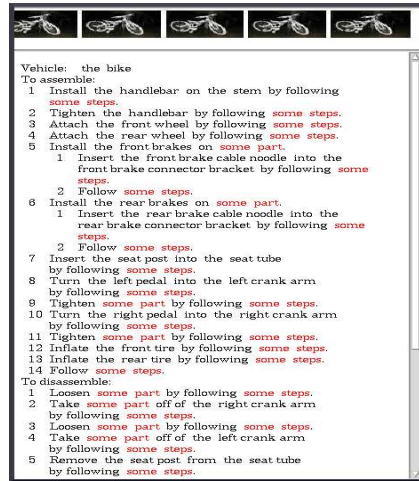 Vehicle: the bike
To assemble:
1 Install the handlebar on the stem by following
some steps.
2 Tighten the handlebar by following some steps.
3 Attach the front wheel by following some steps.
4 Attach the rear wheel by following some steps.
5 Install the front brakes on some part.
1 Insert the front brake cable noodle into the
front brake connector bracket by following some
steps.
2 Follow some steps.
6 Install the rear brakes on some part.
1 Insert the rear brake cable noodle into the
rear brake connector bracket by following some
steps.
2 Follow some steps.
7 Insert the seat post into the seat tube
by following some steps.
8 Turn the left pedal into the left crank arm
by following some steps.
9 Tighten some part by following some steps.
10 Turn the right pedal into the right crank arm
by following some steps.
11 Tighten some part by following some steps.
12 Inflate the front tire by following some steps.
13 Inflate the rear tire by following some steps.
14 Follow some steps.
To disassemble:
1 Loosen some part by following some steps.
2 Take some part off of the right crank arm
by following some steps.
3 Loosen some part by following some steps.
4 Take some part off of the left crank arm
by following some steps.
5 Remove the seat post from the seat tube
by following some steps.